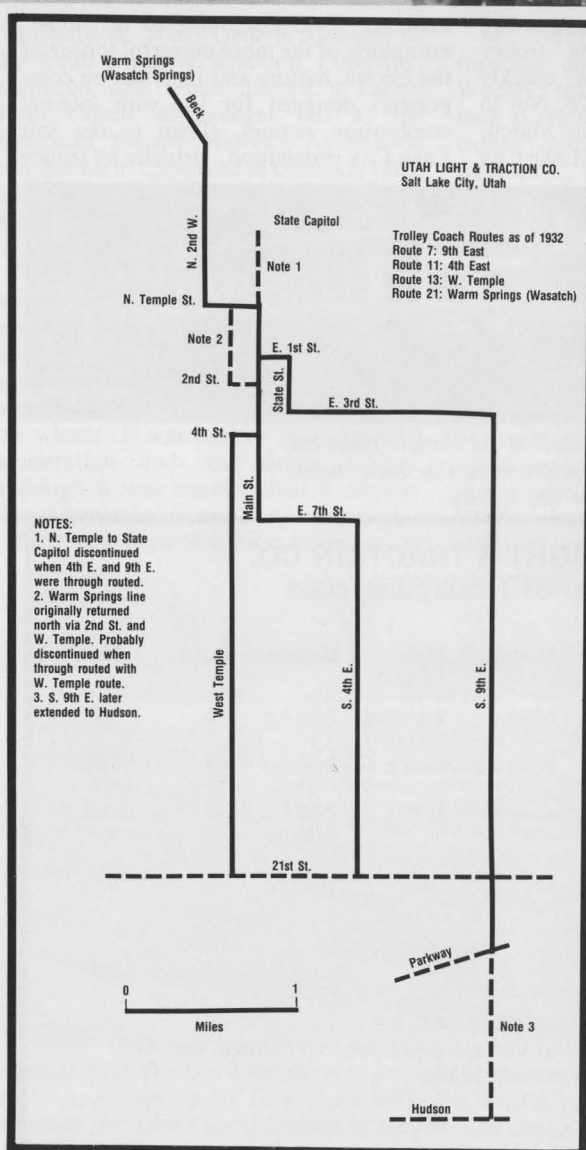 trolley
quickly
Warm Springs
(Wasatch Springs)
Beck
UTAH LIGHT & TRACTION CO.
Salt Lake City, Utah
N. 2nd W.
State Capitol
Note 1
Trolley Coach Routes as of 1932
Route 7: 9th East
Route 11: 4th East
Route 13: W. Temple
Route 21: Warm Springs (Wasatch)
N. Temple St.
Note 2
E. 1st St.
2nd St.
State St.
E. 3rd St.
4th St.
Main St.
E. 7th St.
NOTES:
1. N. Temple to State
Capitol discontinued
when 4th E. and 9th E.
were through routed.
2. Warm Springs line
originally returned
north via 2nd St. and
W. Temple. Probably
discontinued when
through routed with
W. Temple route.
3. S. 9th E. later
extended to Hudson.
West Temple
S. 4th E.
S. 9th E.
21st St.
Parkway
0 1
Miles
Note 3
Hudson